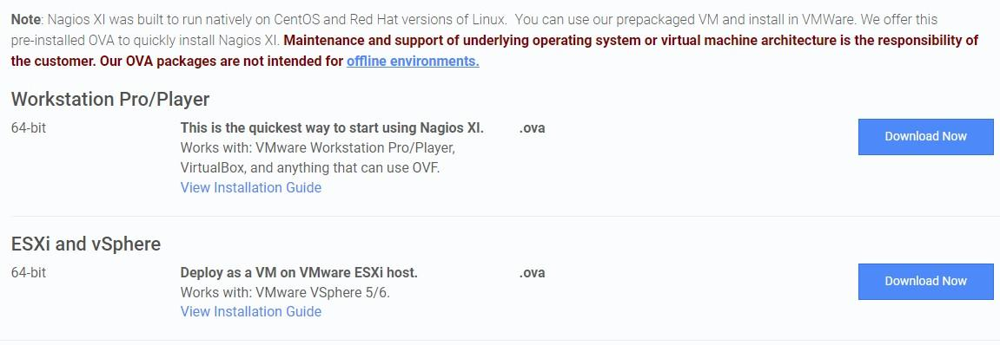 Note: Nagios XI was built to run natively on CentOS and Red Hat versions of Linux.  You can use our prepackaged VM and install in VMWare. We offer this
pre-installed OVA to quickly install Nagios XI. Maintenance and support of underlying operating system or virtual machine architecture is the responsibility of
the customer. Our OVA packages are not intended for offline environments.
Workstation Pro/Player
64-bit This is the quickest way to start using Nagios XI. .ova Download Now
Works with: VMware Workstation Pro/Player,
VirtualBox, and anything that can use OVF.
View Installation Guide
ESXi and vSphere
64-bit Deploy as a VM on VMware ESXi host. .ova Download Now
Works with: VMware VSphere 5/6.
View Installation Guide